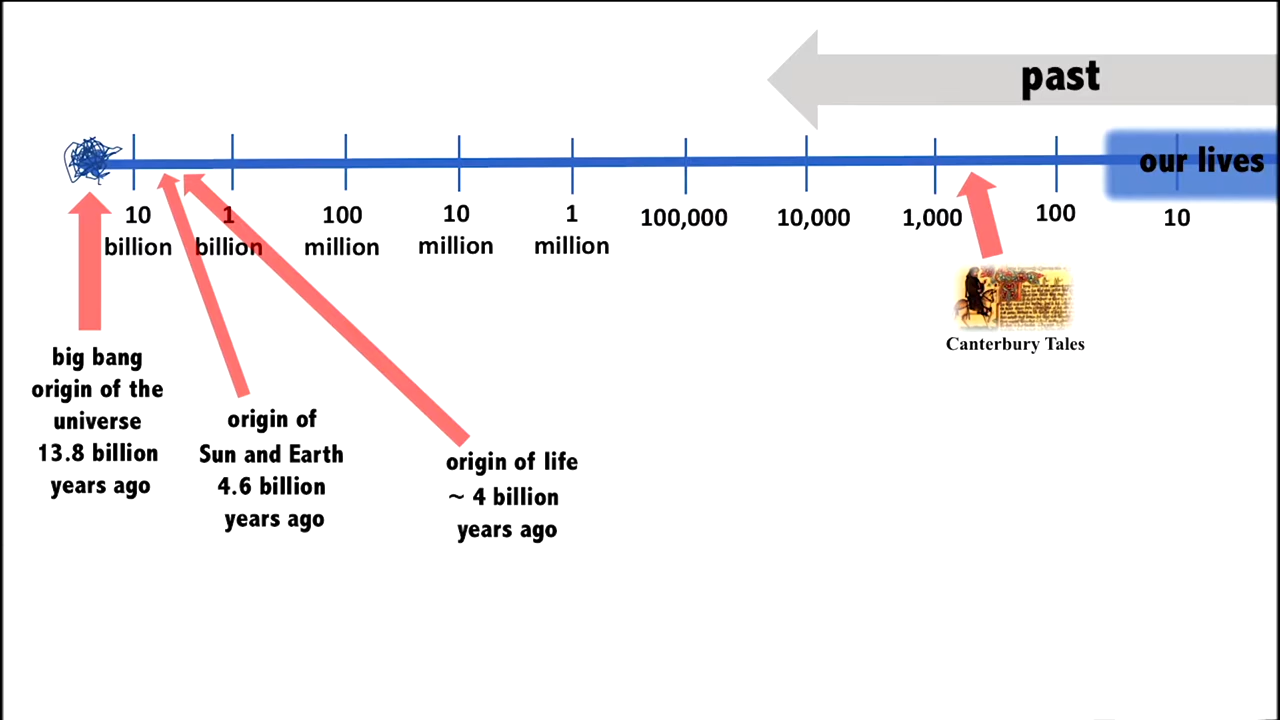 past
our lives
10
billion
1
billion
100
million
10
million
1
million
100,000
10,000
1,000
100
10
big bang
origin of the
universe
13.8 billion
years ago
origin of
Sun and Earth
4.6 billion
years ago
origin of life
~ 4 billion
years ago
Canterbury Tales